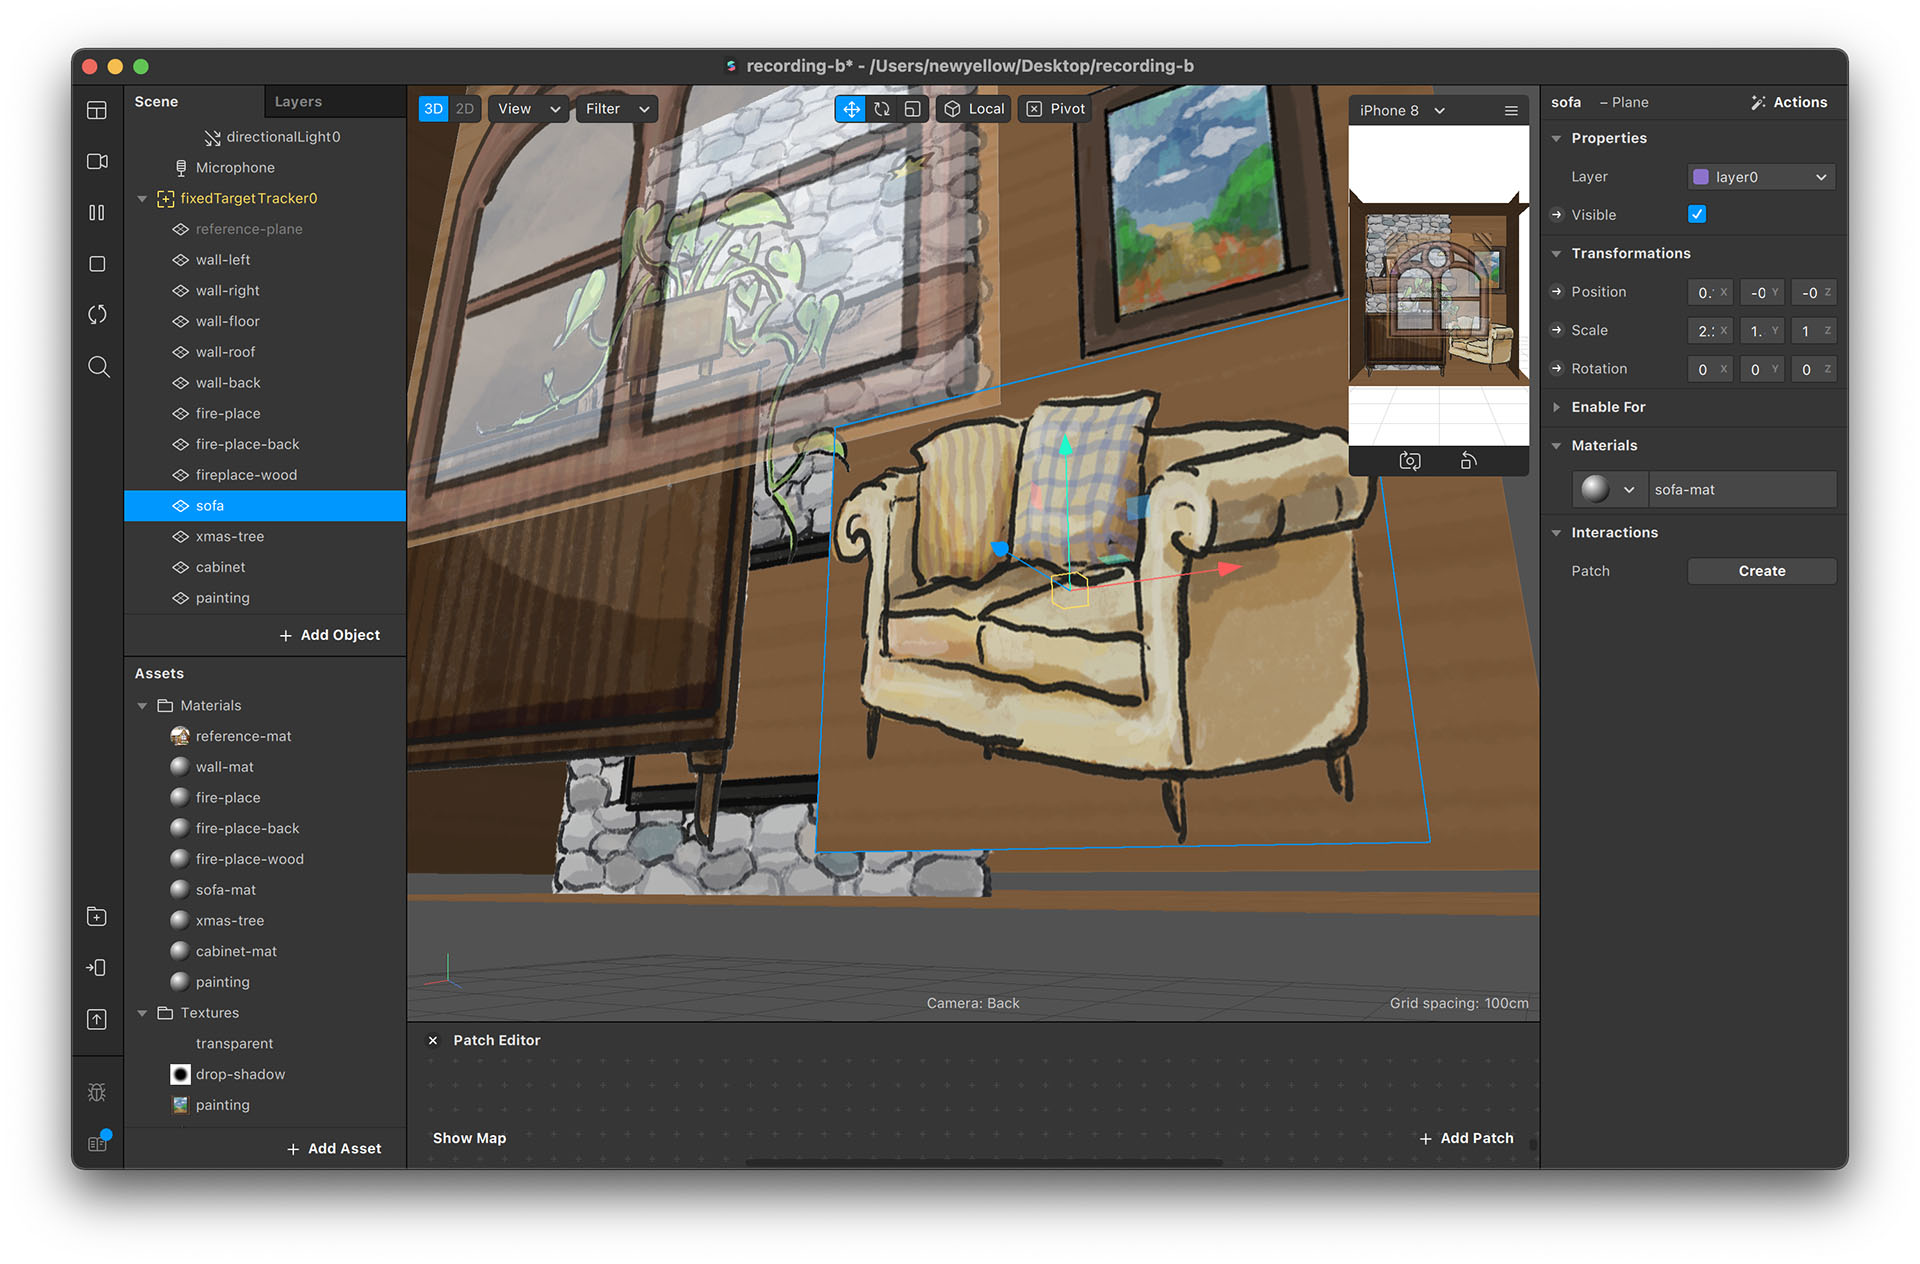 recording-b* - /Users/newyellow/Desktop/recording-b
Scene
Layers
directionalLight0
Microphone
fixedTargetTracker0
reference-plane
wall-left
wall-right
wall-floor
wall-roof
wall-back
fire-place
fire-place-back
fireplace-wood
sofa
xmas-tree
cabinet
painting
+ Add Object
Assets
Materials
reference-mat
wall-mat
fire-place
fire-place-back
fire-place-wood
sofa-mat
xmas-tree
cabinet-mat
painting
Textures
transparent
drop-shadow
painting
+ Add Asset
3D 2D View Filter Local Pivot
iPhone 8
Camera: Back
Grid spacing: 100cm
Patch Editor
Show Map
+ Add Patch
sofa – Plane Actions
Properties
Layer layer0
Visible
Transformations
Position 0. X -0 Y -0 Z
Scale 2. X 1. Y 1 Z
Rotation 0 X 0 Y 0 Z
Enable For
Materials
sofa-mat
Interactions
Patch Create